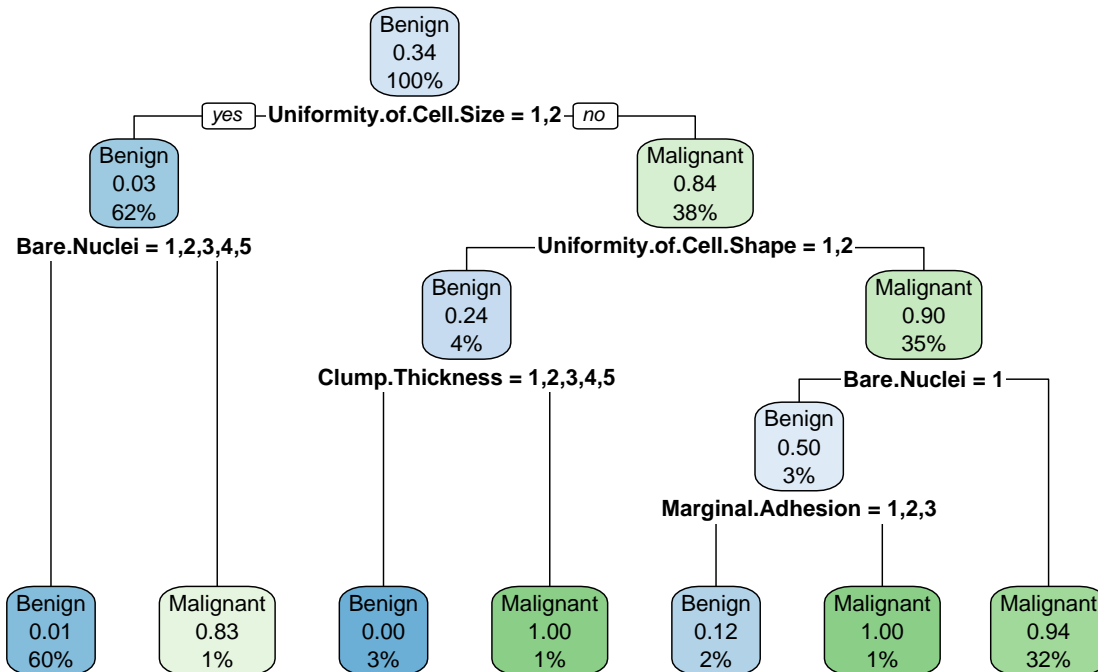 Benign
0.34
100%
yes Uniformity.of.Cell.Size = 1,2 no
Benign
0.03
62%
Malignant
0.84
38%
Bare.Nuclei = 1,2,3,4,5
Uniformity.of.Cell.Shape = 1,2
Benign
0.24
4%
Malignant
0.90
35%
Clump.Thickness = 1,2,3,4,5
Bare.Nuclei = 1
Benign
0.50
3%
Marginal.Adhesion = 1,2,3
Benign
0.01
60%
Malignant
0.83
1%
Benign
0.00
3%
Malignant
1.00
1%
Benign
0.12
2%
Malignant
1.00
1%
Malignant
0.94
32%